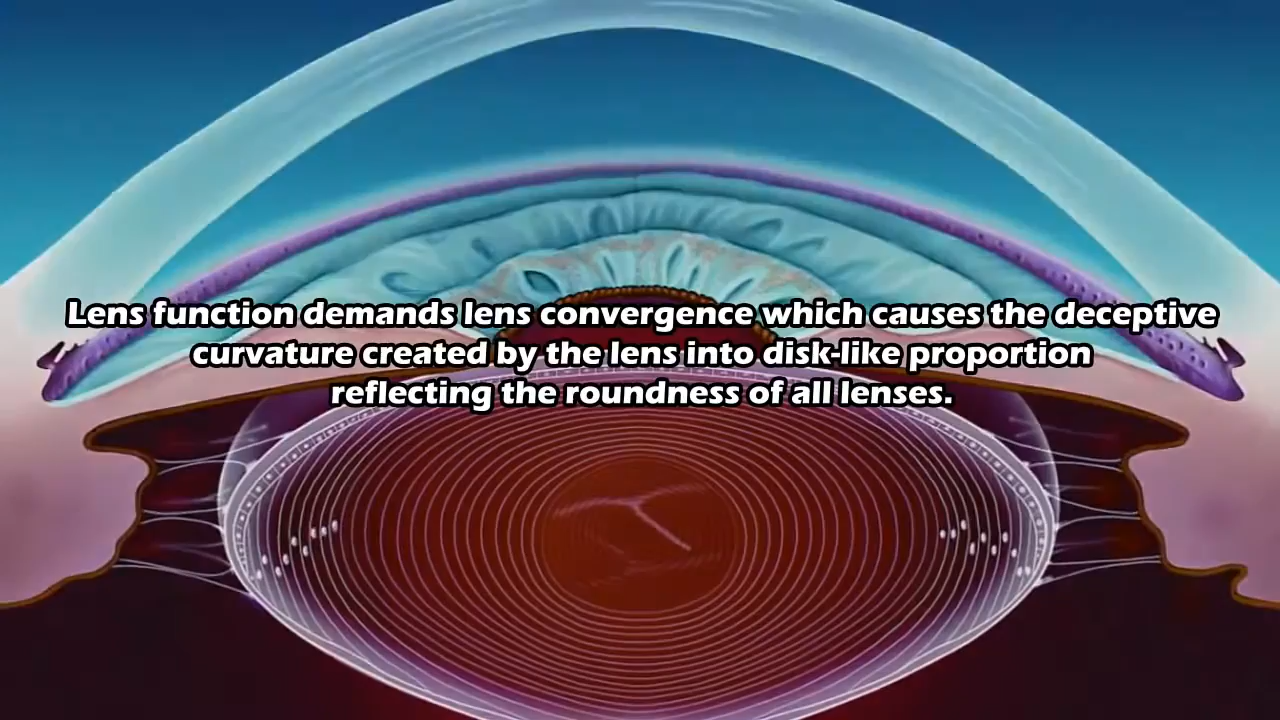 Lens function demands lens convergence which causes the deceptive
curvature created by the lens into disk-like proportion
reflecting the roundness of all lenses.